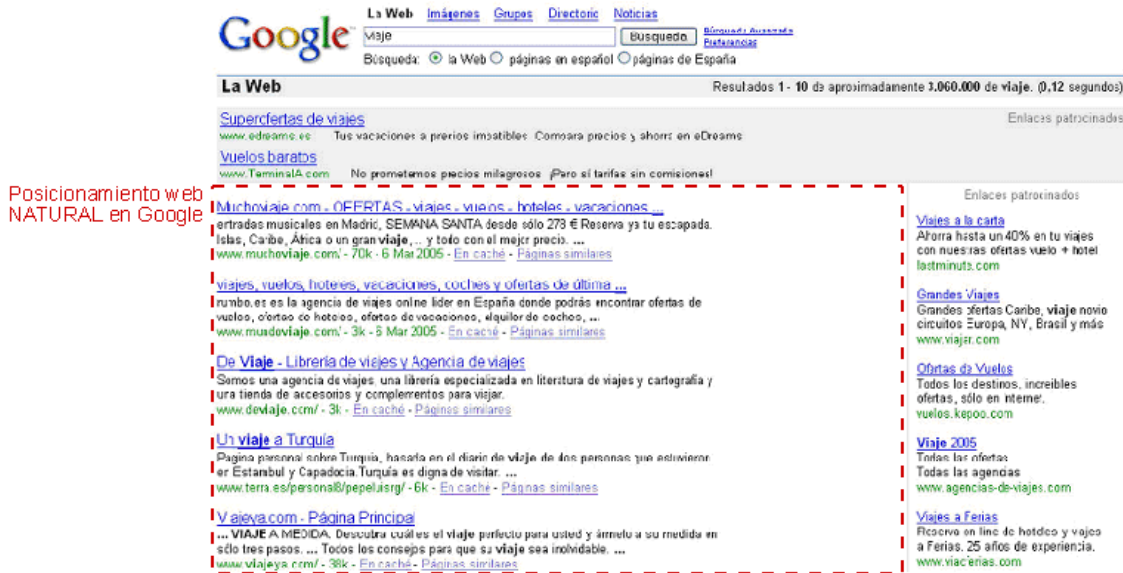 La Web Imágenes Grupos Directorio Noticias
Google
viaje
Búsqueda
Búsqueda Avanzada
Preferencias
Búsqueda: la Web páginas en español páginas de España
La Web
Resultados 1 - 10 de aproximadamente 3.060.000 de viaje. (0,12 segundos)
Superofertas de viajes
Enlaces patrocinados
www.edreams.es Tus vacaciones a precios imbatibles. Compara precios y ahorra en eDreams
Vuelos baratos
www.TerminalA.com No prometemos precios milagrosos ¡Pero sí tarifas sin comisiones!
Posicionamiento web
NATURAL en Google
Muchoviaje.com - OFERTAS - viajes - vuelos - hoteles - vacaciones ...
entradas musicales en Madrid, SEMANA SANTA desde sólo 278 € Reserva ya tu escapada.
Islas, Caribe, África o un gran viaje,... y todo con el mejor precio. ...
www.muchoviaje.com/ - 70k - 6 Mar 2005 - En caché - Páginas similares
viajes, vuelos, hoteles, vacaciones, coches y ofertas de última ...
rumbo.es es la agencia de viajes online líder en España donde podrás encontrar ofertas de
vuelos, ofertas de hoteles, ofertas de vacaciones, alquiler de coches, ...
www.mundoviaje.com/ - 3k - 6 Mar 2005 - En caché - Páginas similares
De Viaje - Librería de viajes y Agencia de viajes
Somos una agencia de viajes, una librería especializada en literatura de viajes y cartografía y
una tienda de accesorios y complementos para viajar.
www.deviaje.com/ - 3k - En caché - Páginas similares
Un viaje a Turquía
Pagina personal sobre Turquia, basada en el diario de viaje de dos personas que estuvieron
en Estambul y Capadocia.Turquía es digna de visitar. ...
www.terra.es/personal8/pepeluisrg/ - 6k - En caché - Páginas similares
Viajeya.com - Página Principal
... VIAJE A MEDIDA. Descubra cuál es el viaje perfecto para usted y ármelo a su medida en
sólo tres pasos. ... Todos los consejos para que su viaje sea inolvidable. ...
www.viajeya.com/ - 38k - En caché - Páginas similares
Enlaces patrocinados
Viajes a la carta
Ahorra hasta un 40% en tu viajes
con nuestras ofertas vuelo + hotel
lastminute.com
Grandes Viajes
Grandes ofertas Caribe, viaje novio
circuitos Europa, NY, Brasil y más
www.viajar.com
Ofertas de Vuelos
Todos los destinos, increibles
ofertas, sólo en internet.
vuelos.kepoo.com
Viaje 2005
Todas las ofertas
Todas las agencias
www.agencias-de-viajes.com
Viajes a Ferias
Reserva on line de hoteles y viajes
a Ferias. 25 años de experiencia.
www.viacferias.com